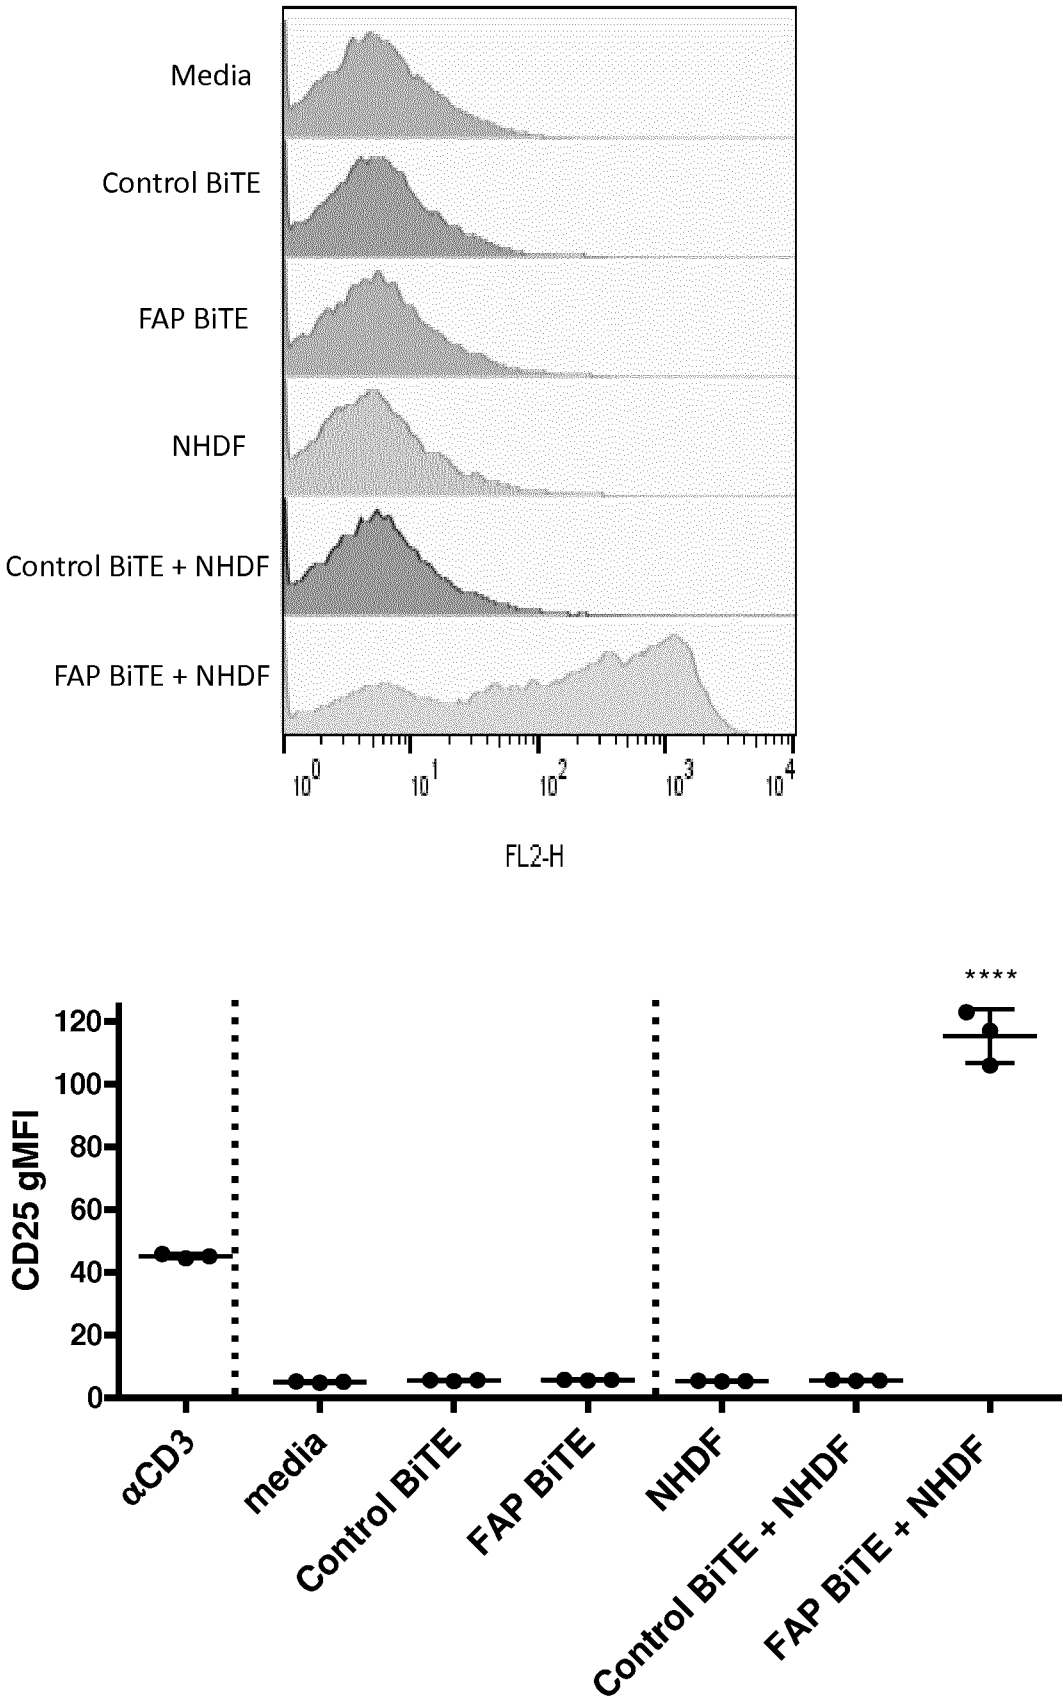 Media
Control BiTE
FAP BiTE
NHDF
Control BiTE + NHDF
FAP BiTE + NHDF
10^0 10^1 10^2 10^3 10^4
FL2-H
****
120
100
80
60
40
20
0
CD25 gMFI
αCD3
media
Control BiTE
FAP BiTE
NHDF
Control BiTE + NHDF
FAP BiTE + NHDF